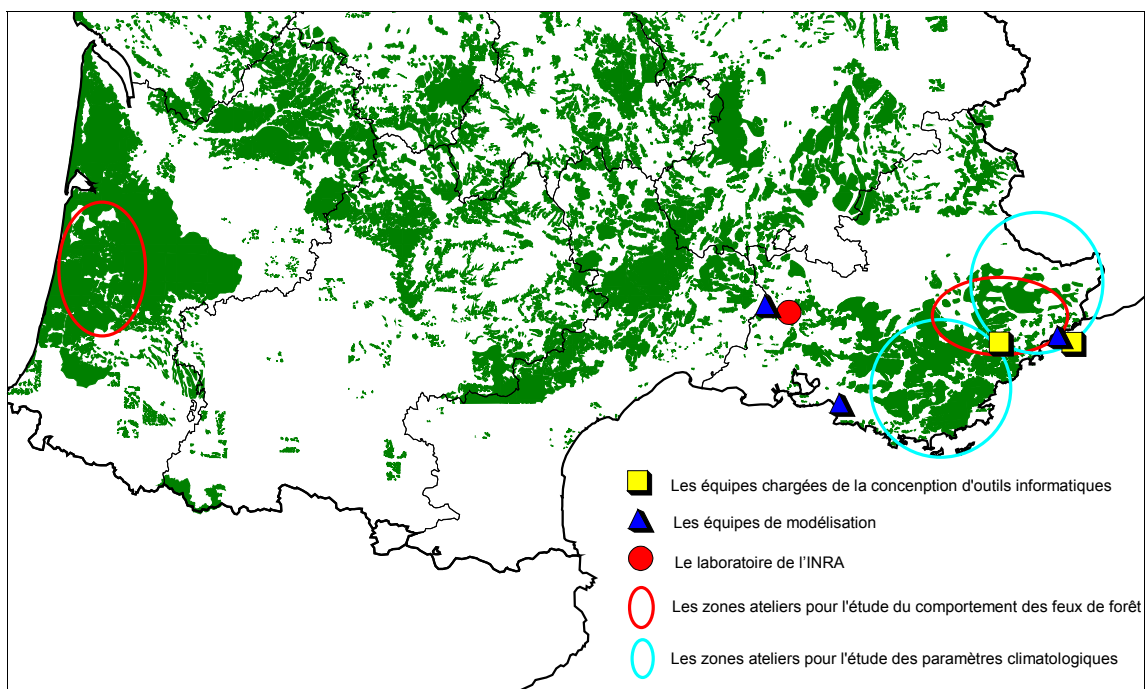 Les équipes chargées de la concenption d'outils informatiques
Les équipes de modélisation
Le laboratoire de l'INRA
Les zones ateliers pour l'étude du comportement des feux de forêt
Les zones ateliers pour l'étude des paramètres climatologiques